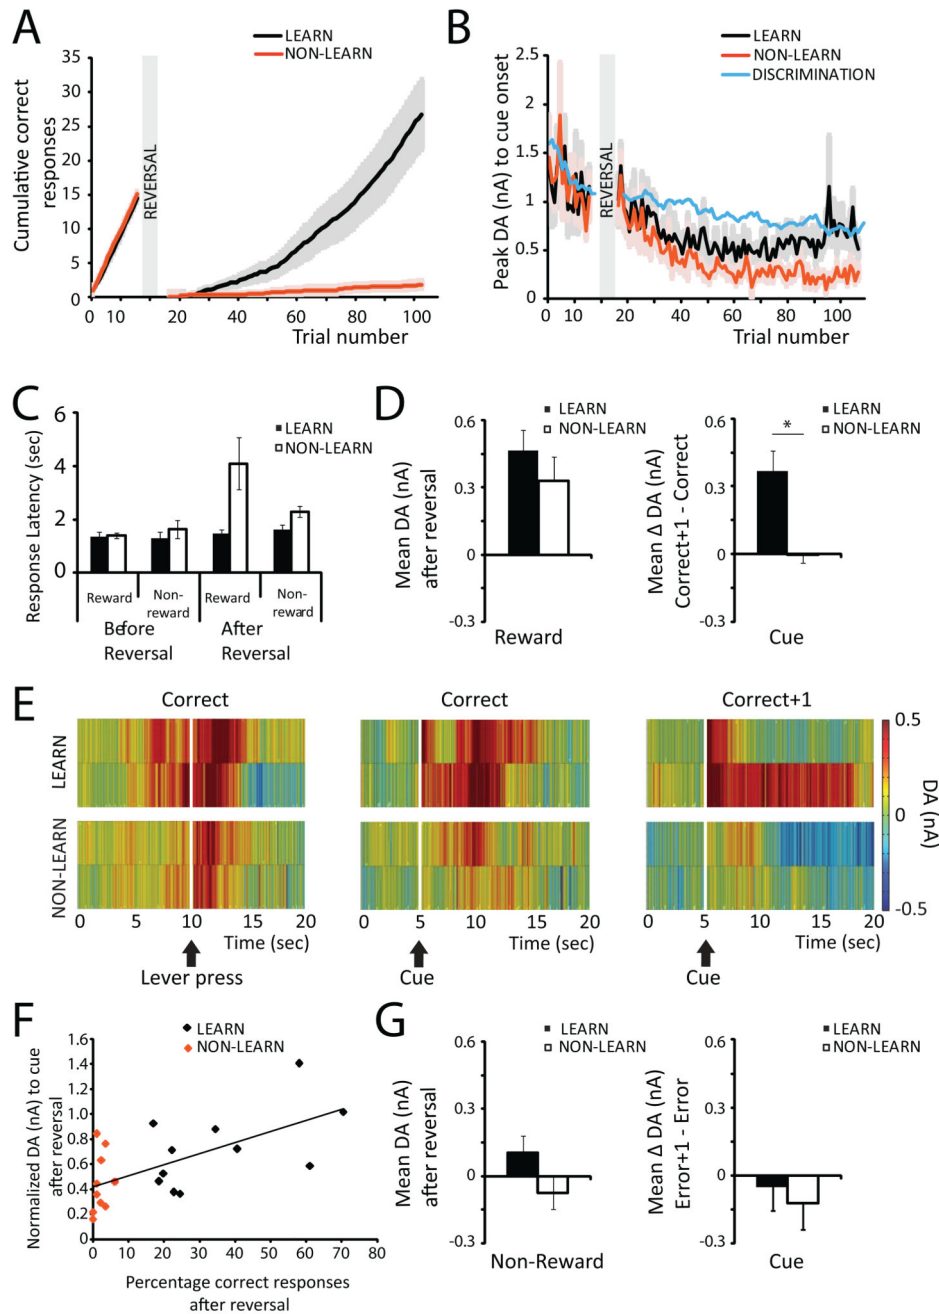 A
LEARN
NON-LEARN
Cumulative correct
responses
35
30
25
20
15
10
5
0
REVERSAL
0 10 20 40 60 80 100
Trial number
B
LEARN
NON-LEARN
DISCRIMINATION
Peak DA (nA) to cue onset
2.5
2
1.5
1
0.5
0
REVERSAL
0 10 20 40 60 80 100
Trial number
C
LEARN
NON-LEARN
Response Latency (sec)
6
4
2
0
Reward Non-reward Reward Non-reward
Before Reversal
After Reversal
D
LEARN
NON-LEARN
Mean DA (nA)
after reversal
0.6
0.3
0
-0.3
Reward
LEARN
NON-LEARN
Mean Δ DA (nA)
Correct+1 - Correct
0.6
0.3
0
-0.3
*
Cue
E
Correct
Correct
Correct+1
LEARN
NON-LEARN
0 5 10 15 20
Time (sec)
Lever press
0 5 10 15 20
Time (sec)
Cue
0 5 10 15 20
Time (sec)
Cue
0.5
0
-0.5
DA (nA)
F
LEARN
NON-LEARN
Normalized DA (nA) to cue
after reversal
1.6
1.4
1.2
1.0
0.8
0.6
0.4
0.2
0
0 10 20 30 40 50 60 70 80
Percentage correct responses
after reversal
G
LEARN
NON-LEARN
Mean DA (nA)
after reversal
0.6
0.3
0
-0.3
Non-Reward
LEARN
NON-LEARN
Mean Δ DA (nA)
Error+1 - Error
0.6
0.3
0
-0.3
Cue